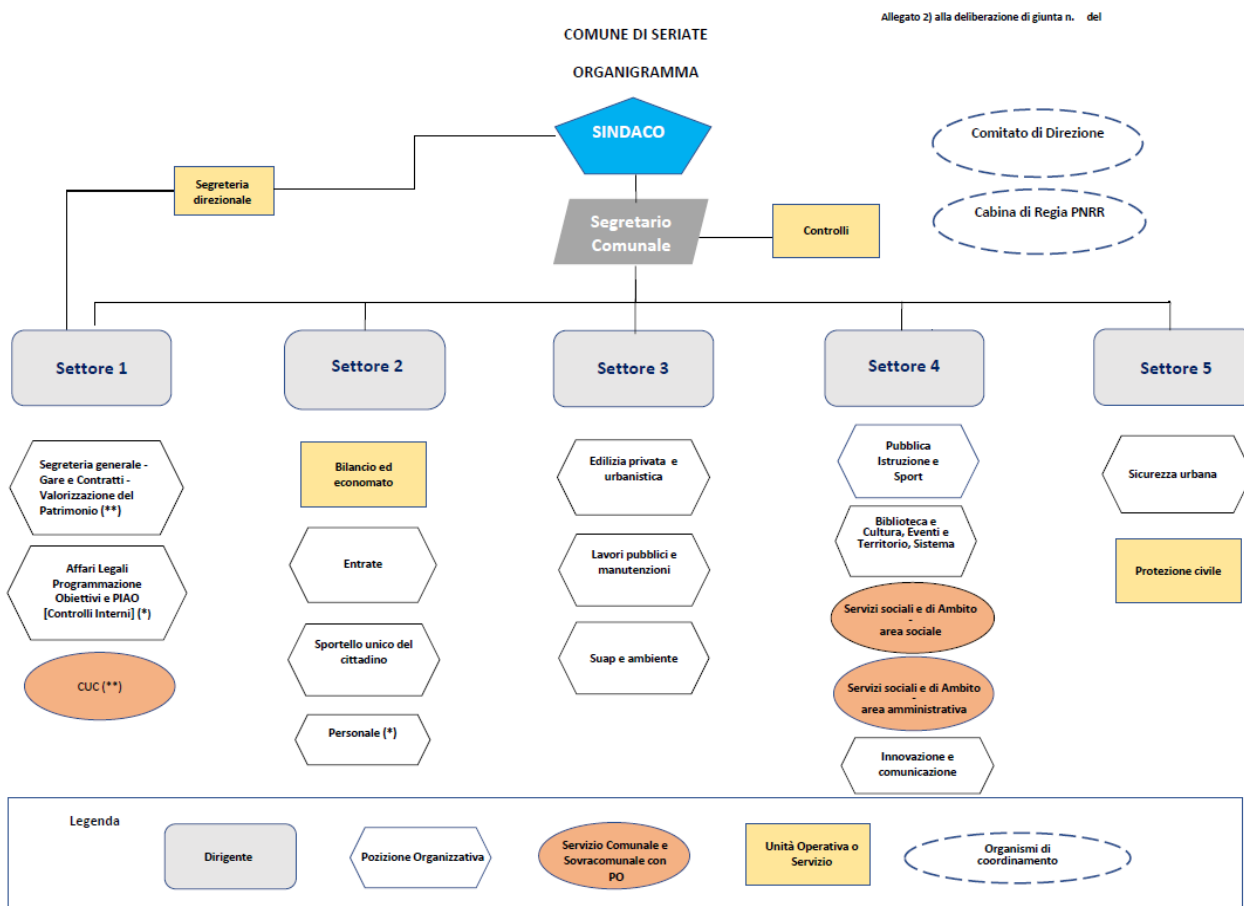 Allegato 2) alla deliberazione di giunta n. del
COMUNE DI SERIATE
ORGANIGRAMMA
SINDACO
Comitato di Direzione
Segreteria
direzionale
Cabina di Regia PNRR
Segretario
Comunale
Controlli
Settore 1
Settore 2
Settore 3
Settore 4
Settore 5
Segreteria generale -
Gare e Contratti -
Valorizzazione del
Patrimonio (**)
Affari Legali
Programmazione
Obiettivi e PIAO
[Controlli Interni] (*)
CUC (**)
Bilancio ed
economato
Entrate
Sportello unico del
cittadino
Personale (*)
Edilizia privata e
urbanistica
Lavori pubblici e
manutenzioni
Suap e ambiente
Pubblica
Istruzione e
Sport
Biblioteca e
Cultura, Eventi e
Territorio, Sistema
Servizi sociali e di Ambito
-
area sociale
Servizi sociali e di Ambito
-
area amministrativa
Innovazione e
comunicazione
Sicurezza urbana
Protezione civile
Legenda
Dirigente
Pozizione Organizzativa
Servizio Comunale e
Sovracomunale con
PO
Unità Operativa o
Servizio
Organismi di
coordinamento